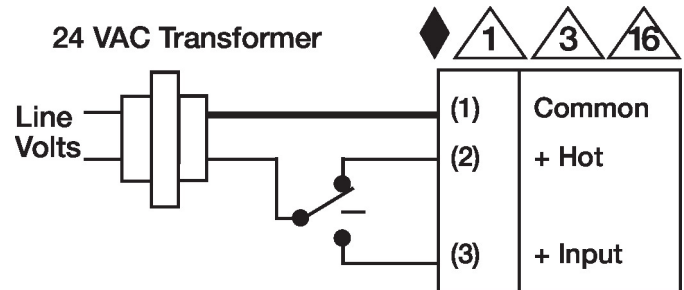 24 VAC Transformer
1 3 16
Line
Volts
(1) Common
(2) + Hot
(3) + Input